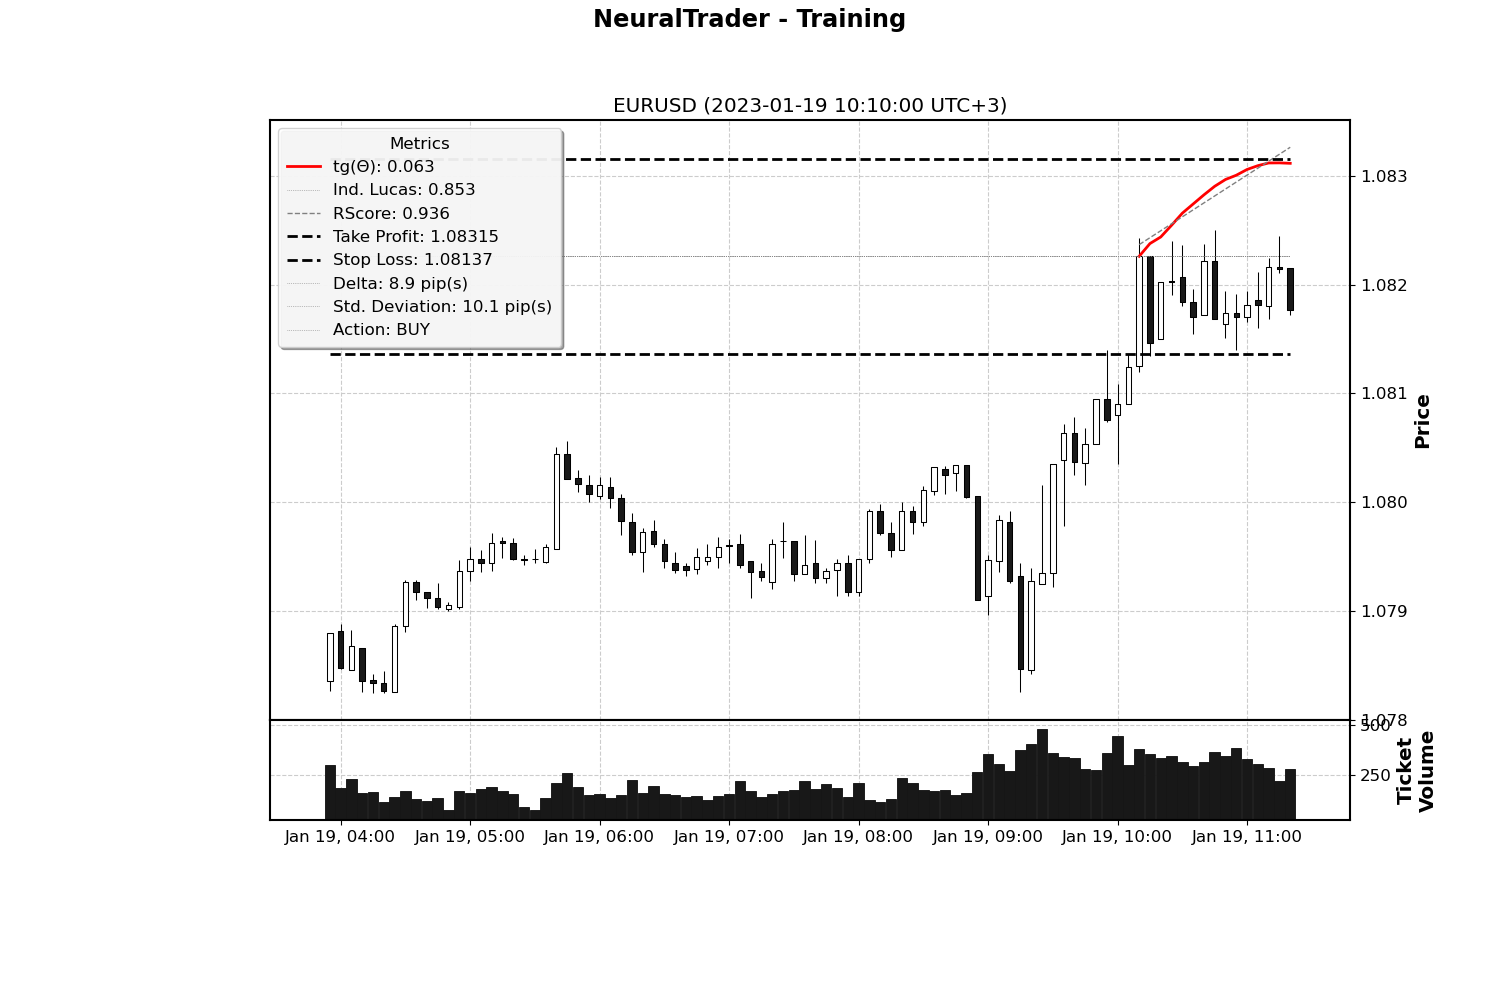 NeuralTrader - Training
EURUSD (2023-01-19 10:10:00 UTC+3)
Metrics
tg(Θ): 0.063
Ind. Lucas: 0.853
RScore: 0.936
Take Profit: 1.08315
Stop Loss: 1.08137
Delta: 8.9 pip(s)
Std. Deviation: 10.1 pip(s)
Action: BUY
1.083
1.082
1.081
1.080
1.079
1.078
Price
500
250
Ticket
Volume
Jan 19, 04:00
Jan 19, 05:00
Jan 19, 06:00
Jan 19, 07:00
Jan 19, 08:00
Jan 19, 09:00
Jan 19, 10:00
Jan 19, 11:00